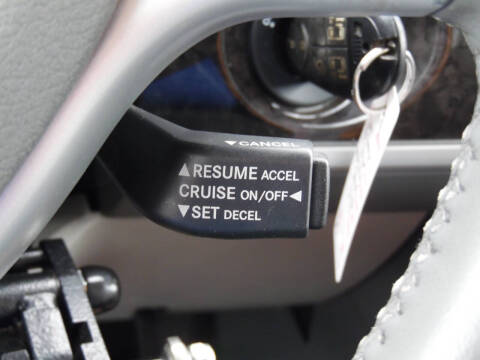 ▼CANCEL
▲RESUME ACCEL
CRUISE ON/OFF◀
▼SET DECEL